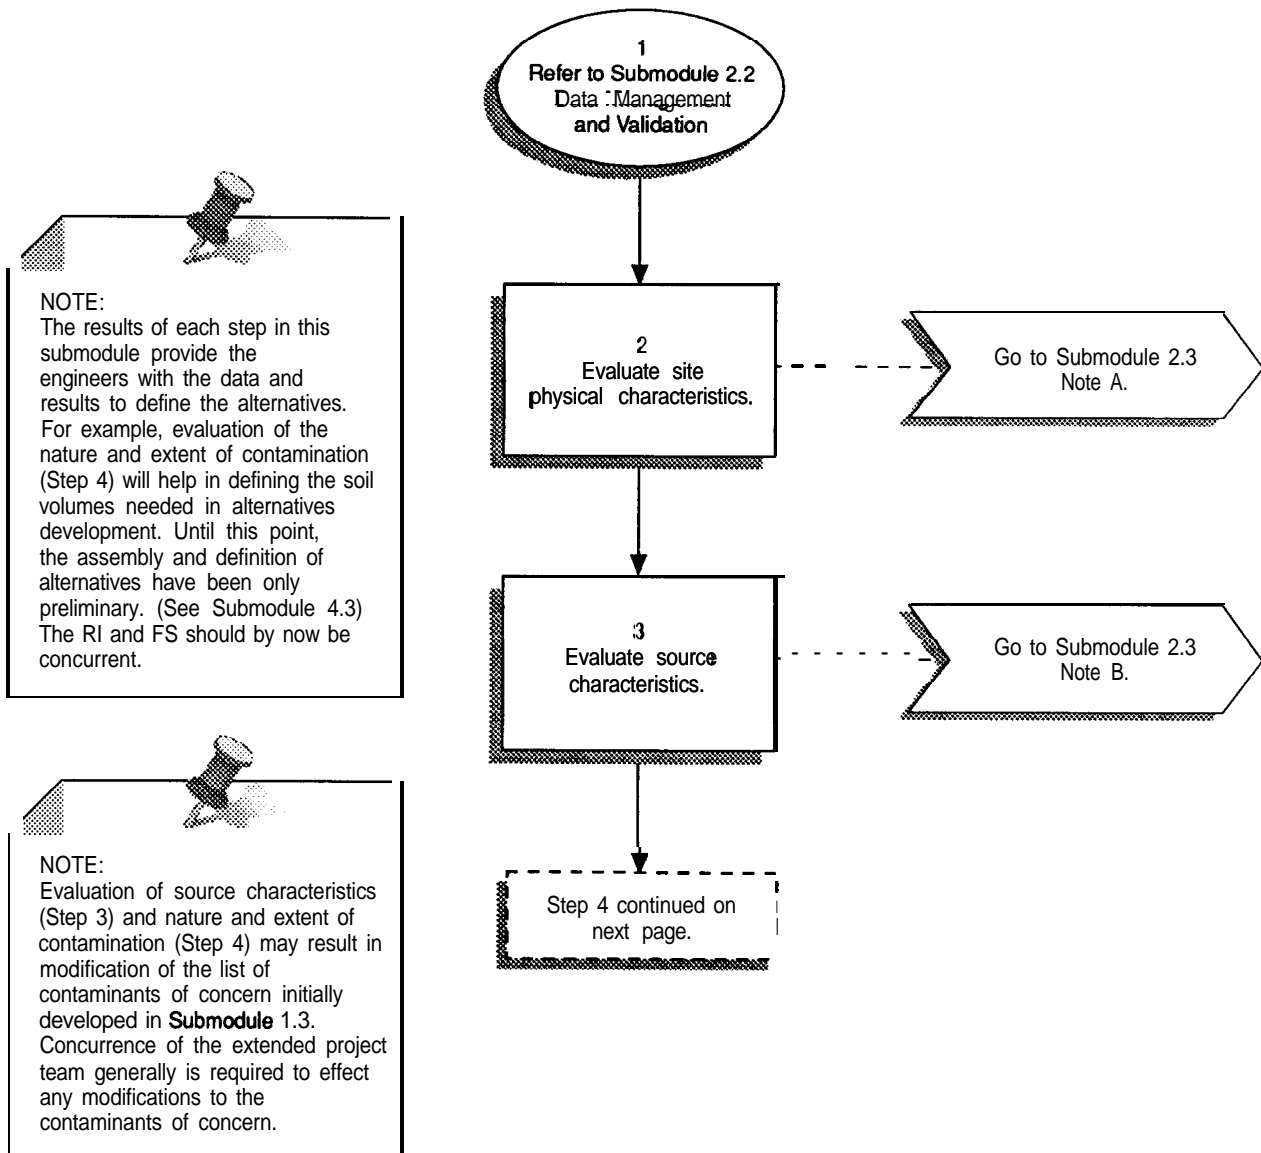 1
Refer to Submodule 2.2
Data Management
and Validation
NOTE:
The results of each step in this
submodule provide the
engineers with the data and
results to define the alternatives.
For example, evaluation of the
nature and extent of contamination
(Step 4) will help in defining the soil
volumes needed in alternatives
development. Until this point,
the assembly and definition of
alternatives have been only
preliminary. (See Submodule 4.3)
The RI and FS should by now be
concurrent.
2
Evaluate site
physical characteristics.
Go to Submodule 2.3
Note A.
3
Evaluate source
characteristics.
Go to Submodule 2.3
Note B.
NOTE:
Evaluation of source characteristics
(Step 3) and nature and extent of
contamination (Step 4) may result in
modification of the list of
contaminants of concern initially
developed in Submodule 1.3.
Concurrence of the extended project
team generally is required to effect
any modifications to the
contaminants of concern.
Step 4 continued on
next page.